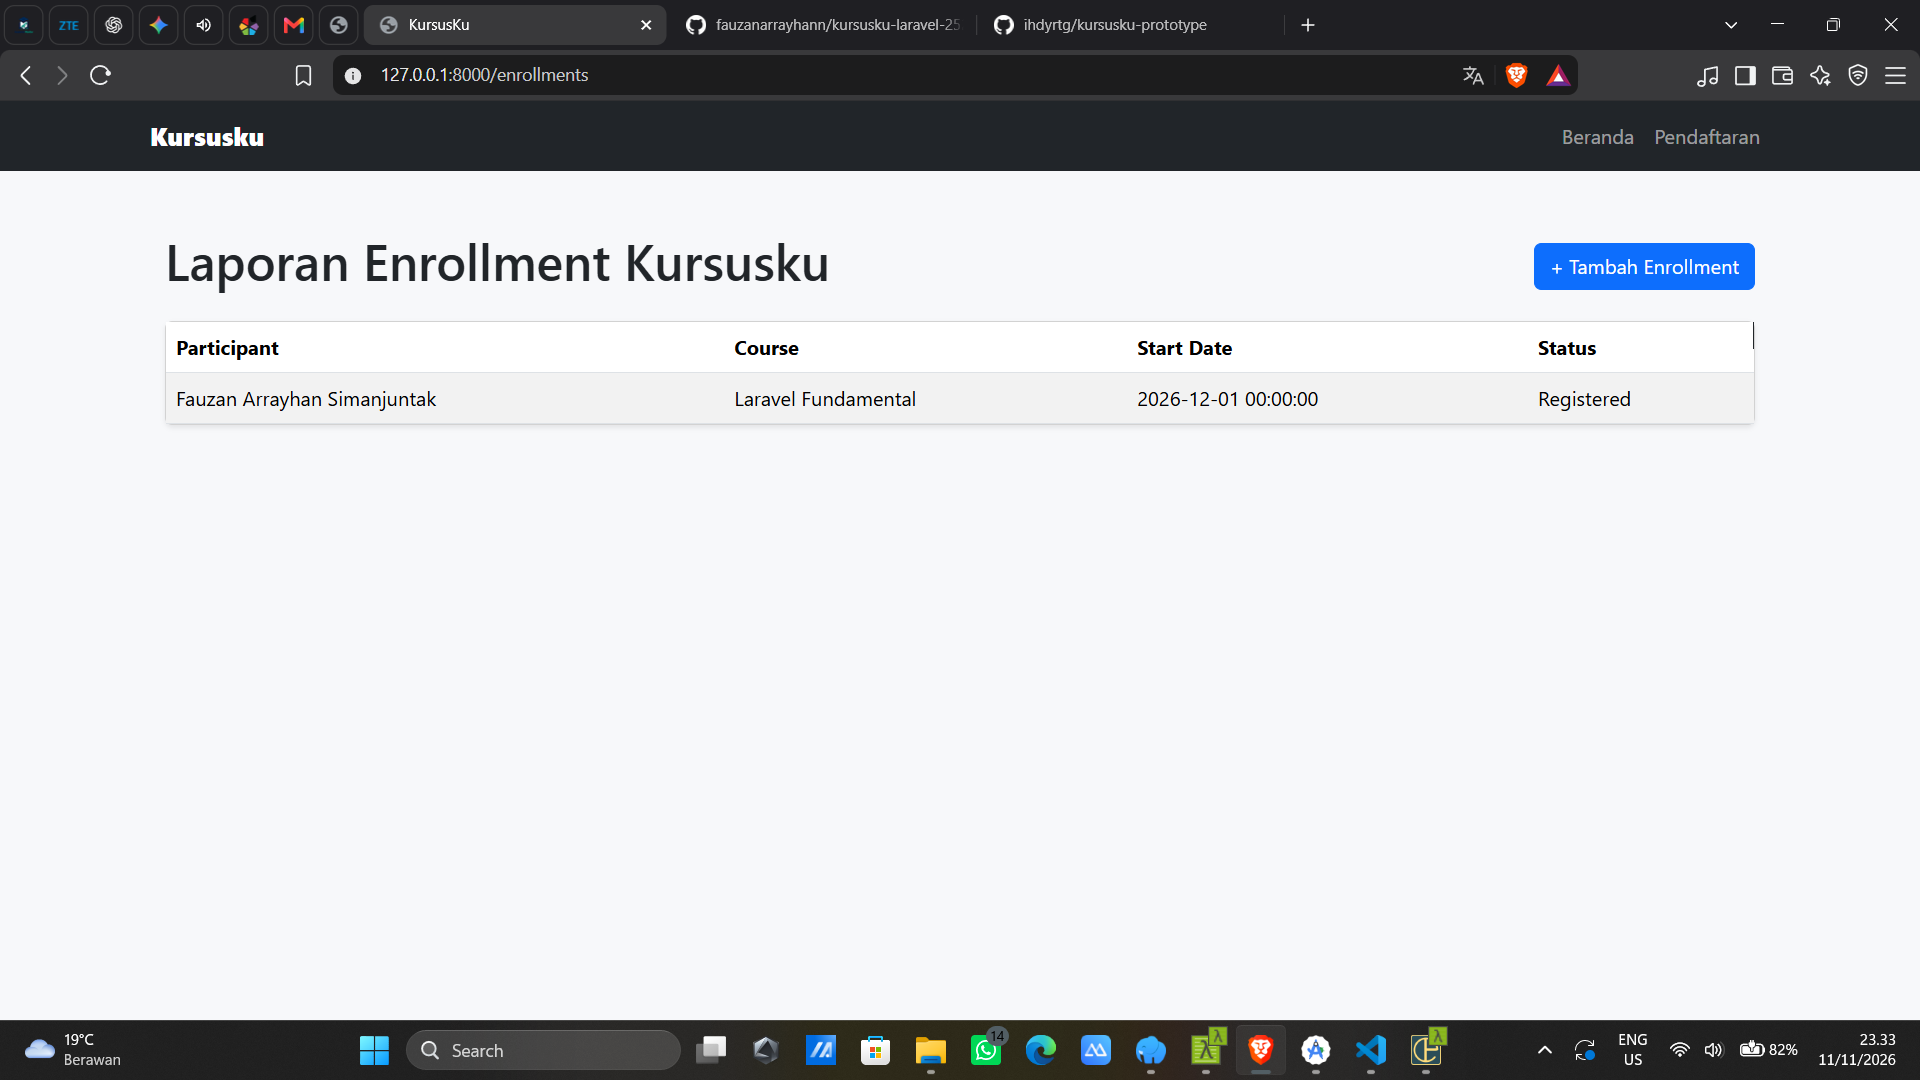 ZTE
KursusKu
fauzanarrayhann/kursusku-laravel-25
ihdyrtg/kursusku-prototype
127.0.0.1:8000/enrollments
Kursusku
Beranda Pendaftaran
Laporan Enrollment Kursusku
+ Tambah Enrollment
Participant Course Start Date Status
Fauzan Arrayhan Simanjuntak Laravel Fundamental 2026-12-01 00:00:00 Registered
19°C
Berawan
Search
14
ENG
US
82%
23.33
11/11/2026